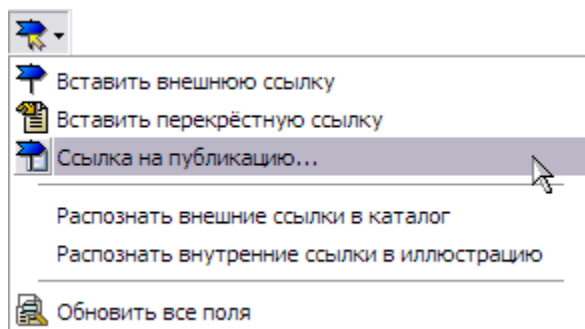 Вставить внешнюю ссылку
Вставить перекрёстную ссылку
Ссылка на публикацию...
Распознать внешние ссылки в каталог
Распознать внутренние ссылки в иллюстрацию
Обновить все поля